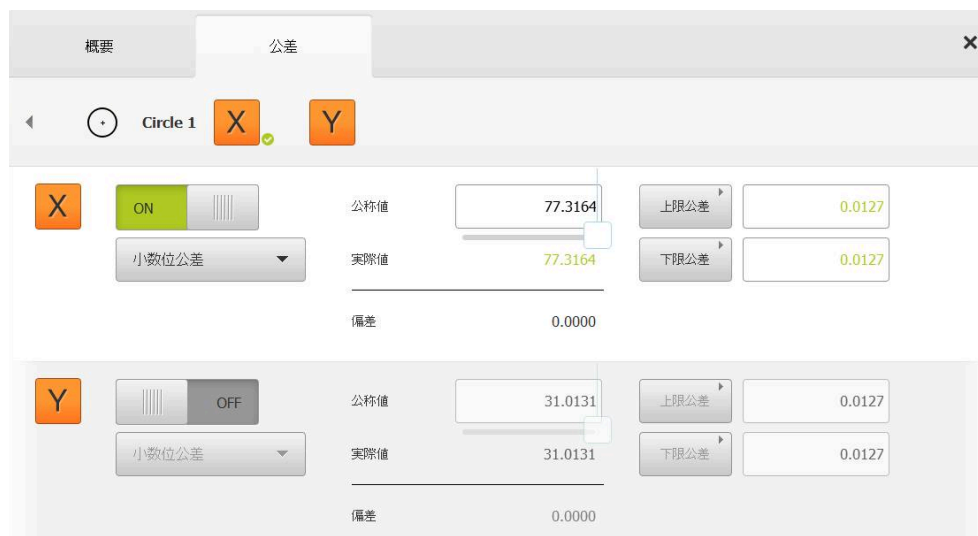 概要 公差
Circle 1 X Y
X ON 公称値 77.3164 上限公差 0.0127
小数位公差 実際値 77.3164 下限公差 0.0127
偏差 0.0000
Y OFF 公称値 31.0131 上限公差 0.0127
小数位公差 実際値 31.0131 下限公差 0.0127
偏差 0.0000